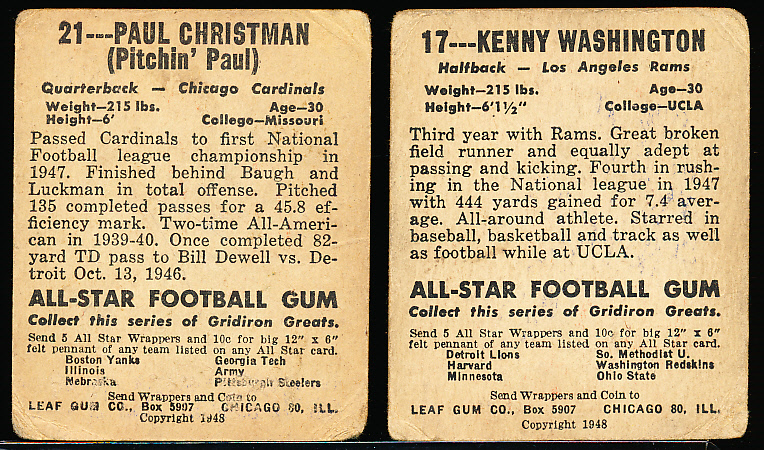 21---PAUL CHRISTMAN
(Pitchin' Paul)
Quarterback — Chicago Cardinals
Weight—215 lbs. Age—30
Height—6' College—Missouri
Passed Cardinals to first National
Football league championship in
1947. Finished behind Baugh and
Luckman in total offense. Pitched
135 completed passes for a 45.8 ef-
ficiency mark. Two-time All-Ameri-
can in 1939-40. Once completed 82-
yard TD pass to Bill Dewell vs. De-
troit Oct. 13, 1946.
ALL-STAR FOOTBALL GUM
Collect this series of Gridiron Greats.
Send 5 All Star Wrappers and 10c for big 12" x 6"
felt pennant of any team listed on any All Star card.
Boston Yanks Georgia Tech
Illinois Army
Nebraska Pittsburgh Steelers
Send Wrappers and Coin to
LEAF GUM CO., Box 5907 CHICAGO 80, ILL.
Copyright 1948
17---KENNY WASHINGTON
Halfback — Los Angeles Rams
Weight—215 lbs. Age—30
Height—6'1½" College—UCLA
Third year with Rams. Great broken
field runner and equally adept at
passing and kicking. Fourth in rush-
ing in the National league in 1947
with 444 yards gained for 7.4 aver-
age. All-around athlete. Starred in
baseball, basketball and track as well
as football while at UCLA.
ALL-STAR FOOTBALL GUM
Collect this series of Gridiron Greats.
Send 5 All Star Wrappers and 10c for big 12" x 6"
felt pennant of any team listed on any All Star card.
Detroit Lions So. Methodist U.
Harvard Washington Redskins
Minnesota Ohio State
Send Wrappers and Coin to
LEAF GUM CO., Box 5907 CHICAGO 80, ILL.
Copyright 1948